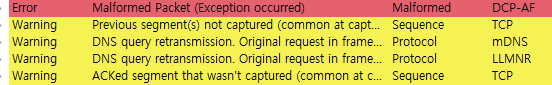 Error Malformed Packet (Exception occurred) Malformed DCP-AF
Warning Previous segment(s) not captured (common at capt... Sequence TCP
Warning DNS query retransmission. Original request in frame... Protocol mDNS
Warning DNS query retransmission. Original request in frame... Protocol LLMNR
Warning ACKed segment that wasn't captured (common at c... Sequence TCP